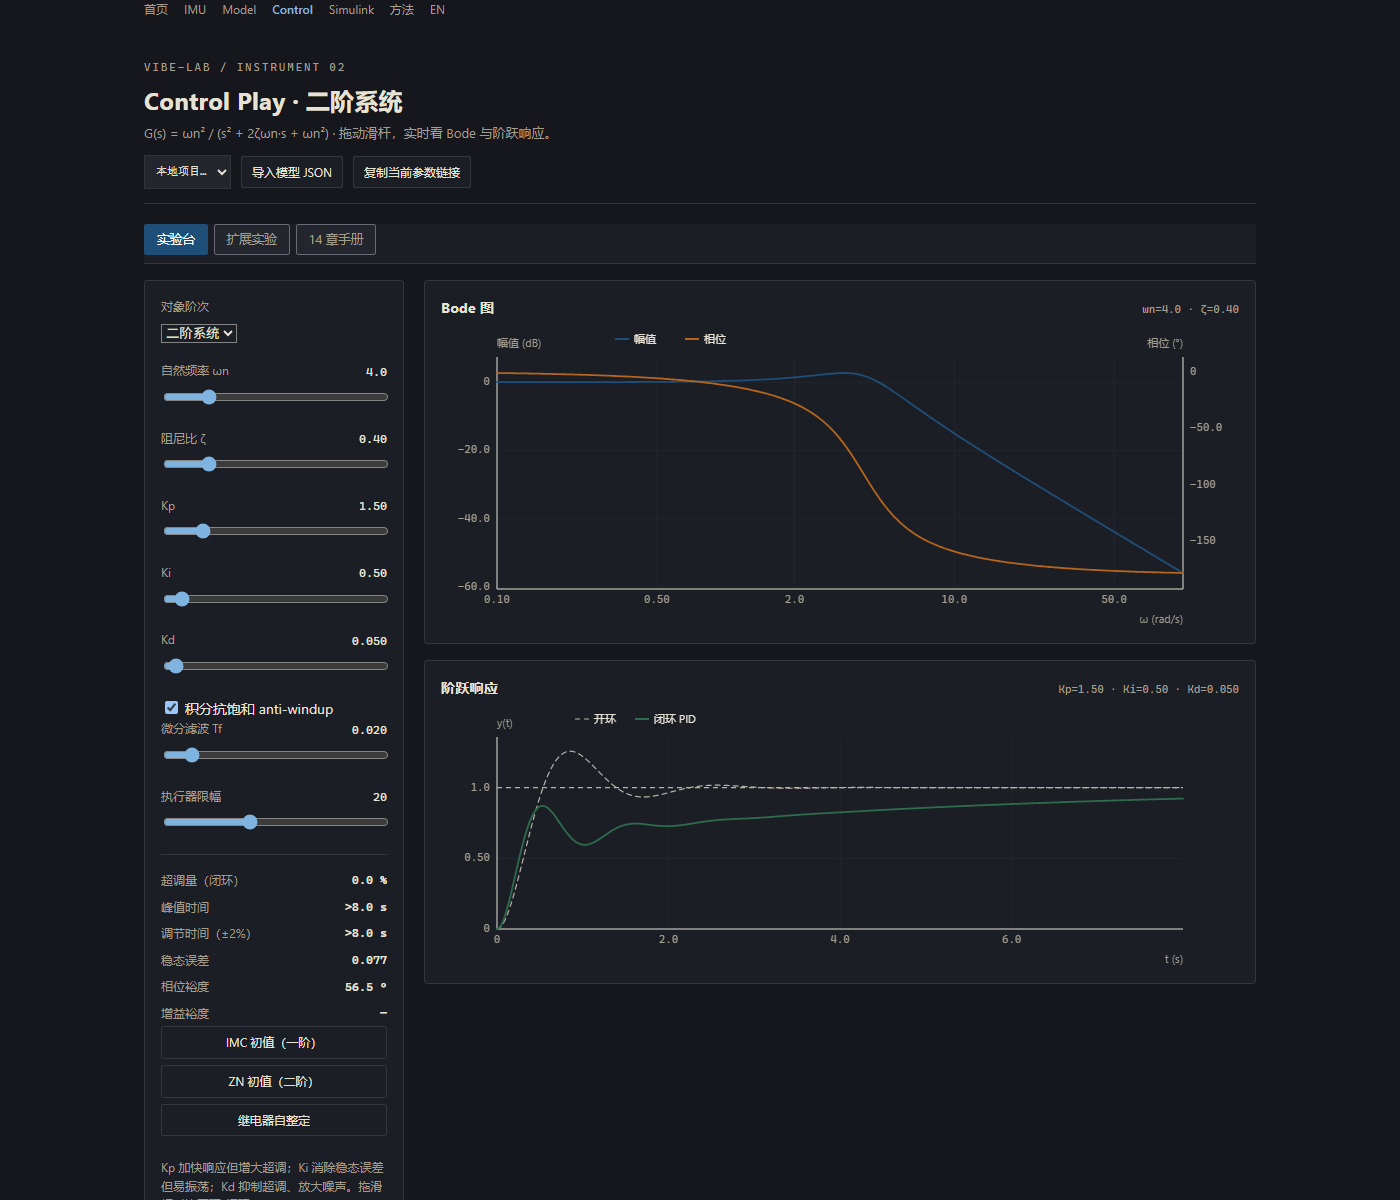 首页 IMU Model Control Simulink 方法 EN
VIBE-LAB / INSTRUMENT 02
Control Play · 二阶系统
G(s) = ωn² / (s² + 2ζωn·s + ωn²) · 拖动滑杆，实时看 Bode 与阶跃响应。
本地项目… 导入模型 JSON 复制当前参数链接
实验台 扩展实验 14 章手册
对象阶次
二阶系统
自然频率 ωn 4.0
阻尼比 ζ 0.40
Kp 1.50
Ki 0.50
Kd 0.050
积分抗饱和 anti-windup
微分滤波 Tf 0.020
执行器限幅 20
超调量（闭环） 0.0 %
峰值时间 >8.0 s
调节时间（±2%） >8.0 s
稳态误差 0.077
相位裕度 56.5 °
增益裕度 —
IMC 初值（一阶）
ZN 初值（二阶）
继电器自整定
Kp 加快响应但增大超调；Ki 消除稳态误差
但易振荡；Kd 抑制超调、放大噪声。拖滑
Bode 图 ωn=4.0 · ζ=0.40
幅值 (dB) 幅值 相位 相位 (°)
0 0
-20.0 -50.0
-40.0 -100
-60.0 -150
0.10 0.50 2.0 10.0 50.0
ω (rad/s)
阶跃响应 Kp=1.50 · Ki=0.50 · Kd=0.050
y(t) 开环 闭环 PID
1.0
0.50
0
0 2.0 4.0 6.0
t (s)